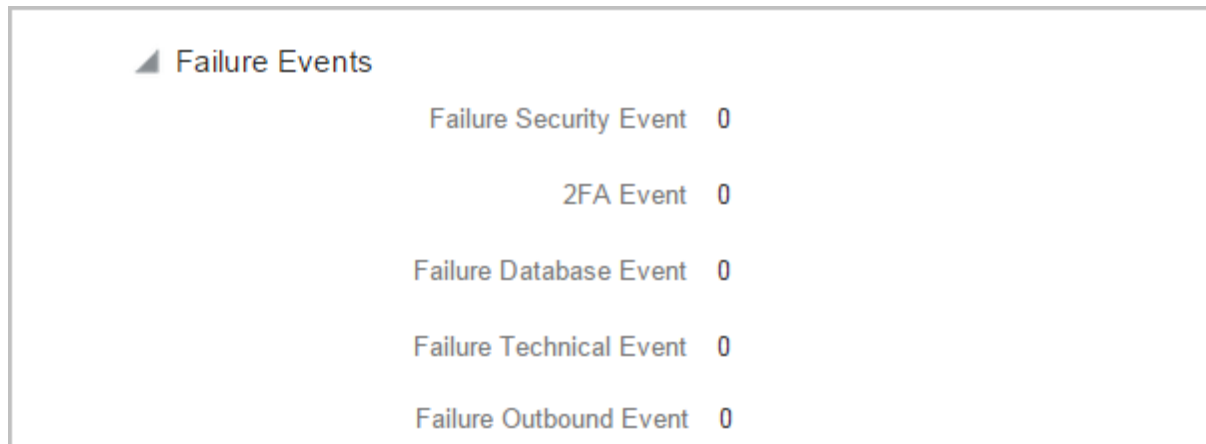 Failure Events
Failure Security Event 0
2FA Event 0
Failure Database Event 0
Failure Technical Event 0
Failure Outbound Event 0